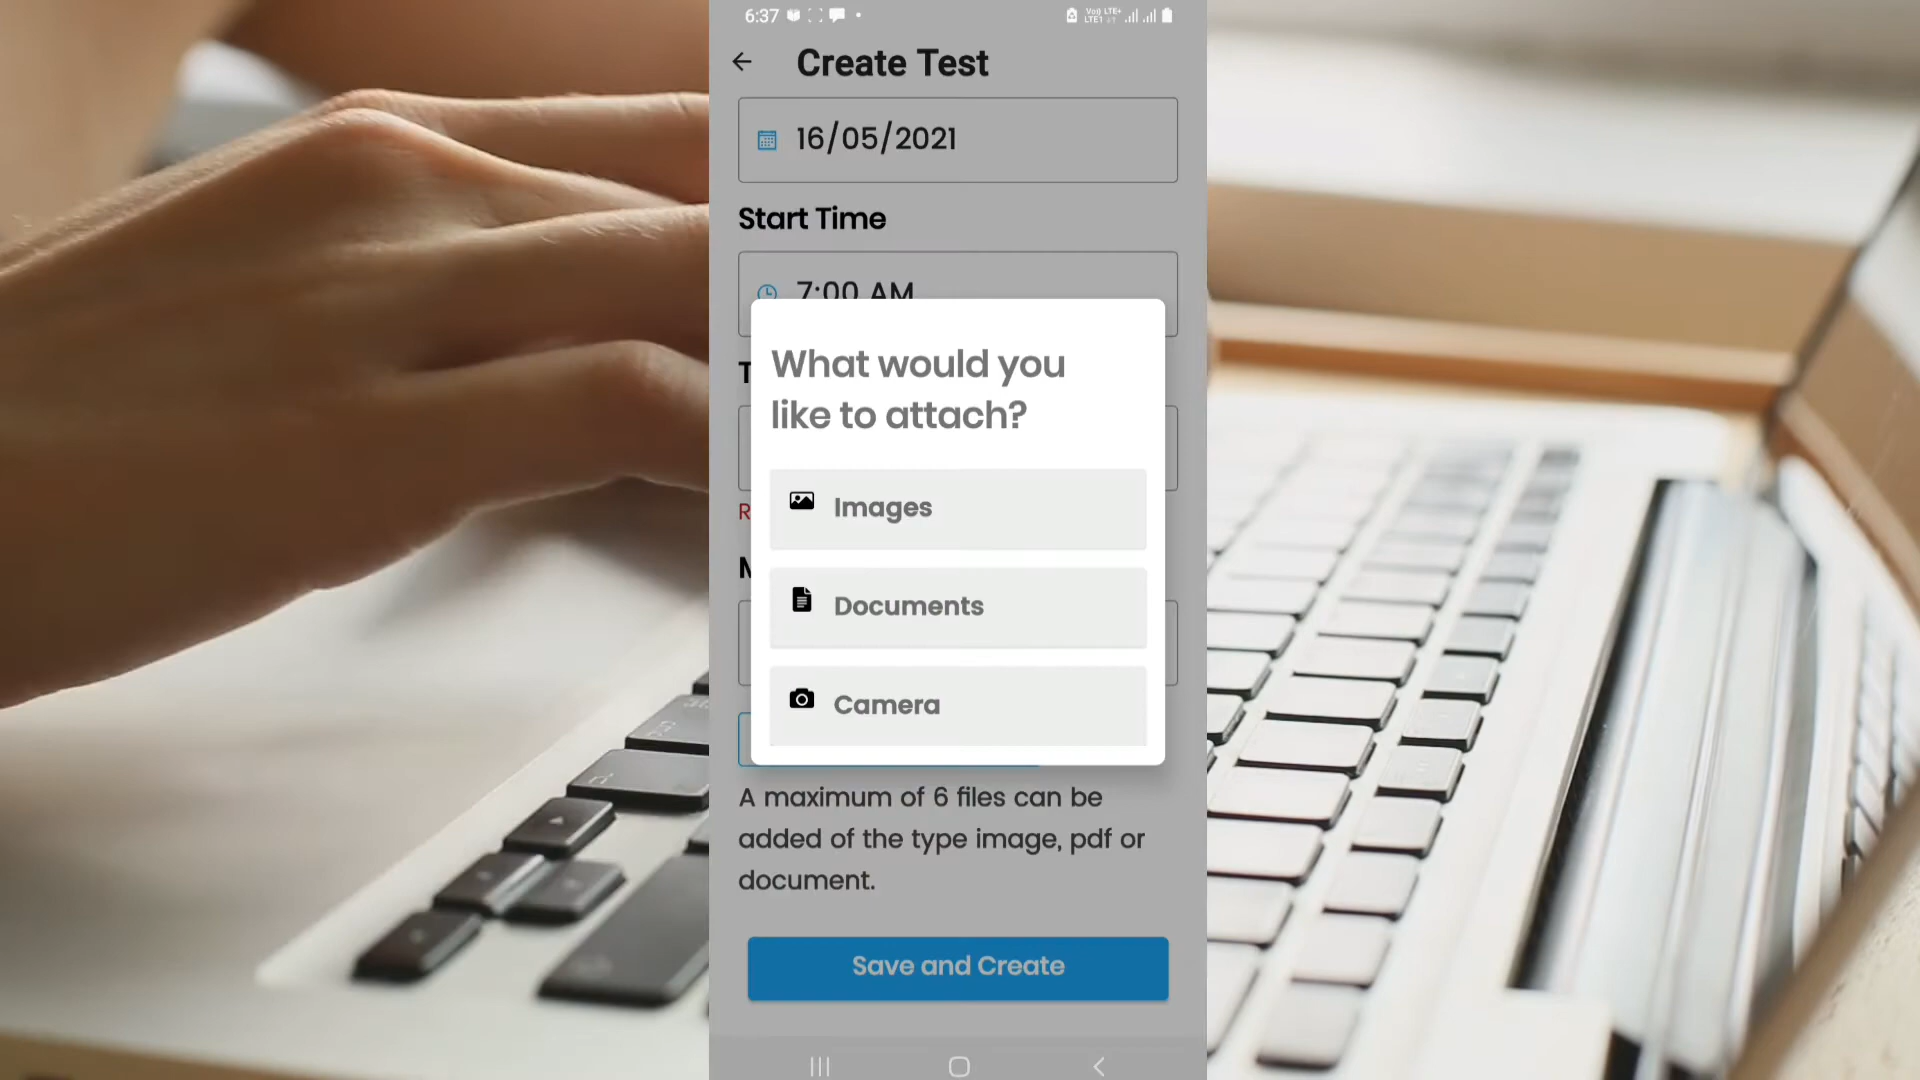 6:37
Create Test
16/05/2021
Start Time
7:00 AM
What would you
like to attach?
Images
Documents
Camera
A maximum of 6 files can be
added of the type image, pdf or
document.
Save and Create